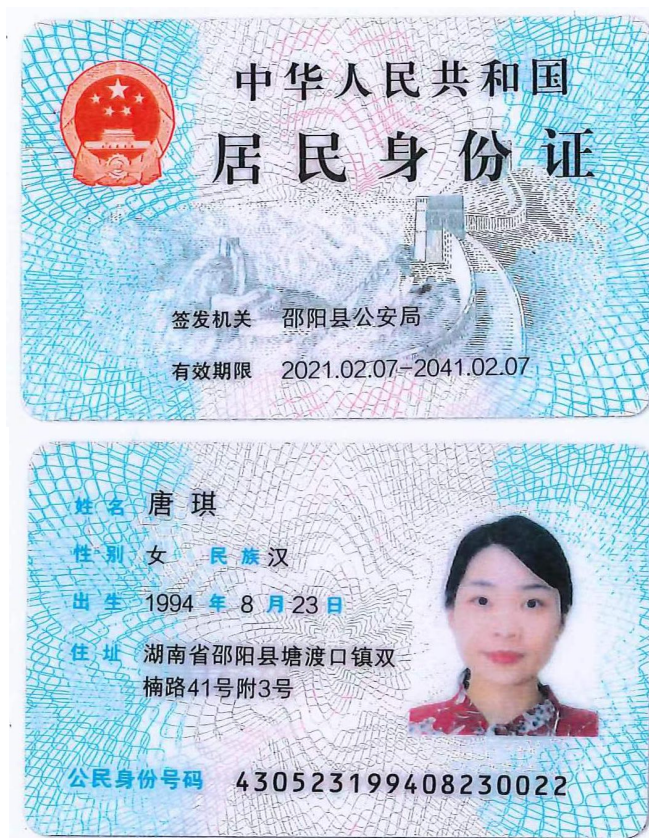 中华人民共和国
居民身份证
签发机关 邵阳县公安局
有效期限 2021.02.07-2041.02.07
姓名 唐琪
性别 女 民族 汉
出生 1994 年 8 月 23 日
住址 湖南省邵阳县塘渡口镇双
楠路41号附3号
公民身份号码 430523199408230022